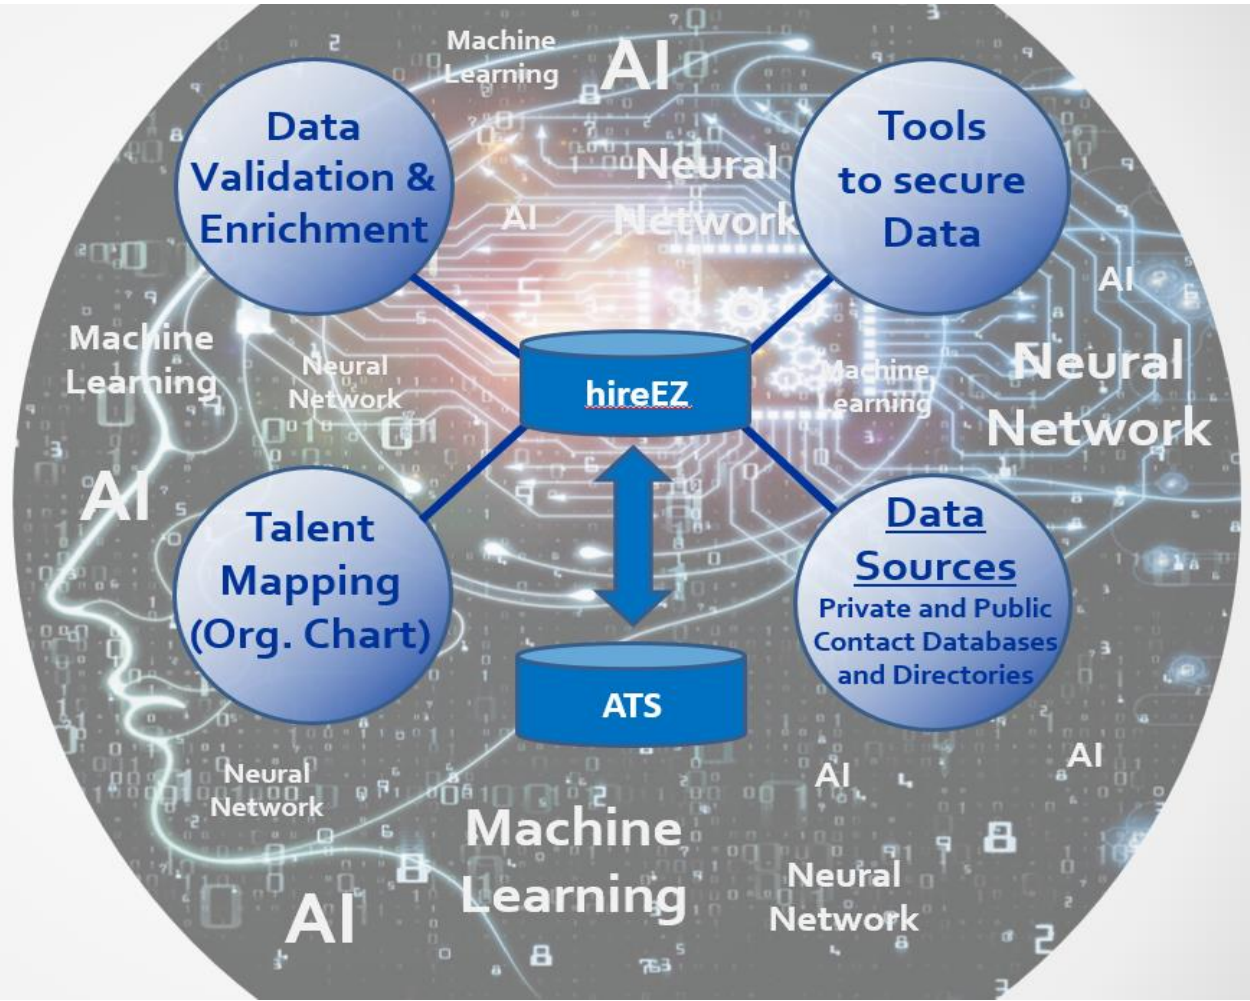 Machine
Learning
AI
Data
Validation &
Enrichment
Tools
to secure
Data
Neural
Network
AI
AI
Machine
Learning
Neural
Network
hireEZ
Machine
Learning
Neural
Network
AI
Talent
Mapping
(Org. Chart)
Data
Sources
Private and Public
Contact Databases
and Directories
ATS
Neural
Network
AI
AI
Machine
Learning
Neural
Network
AI